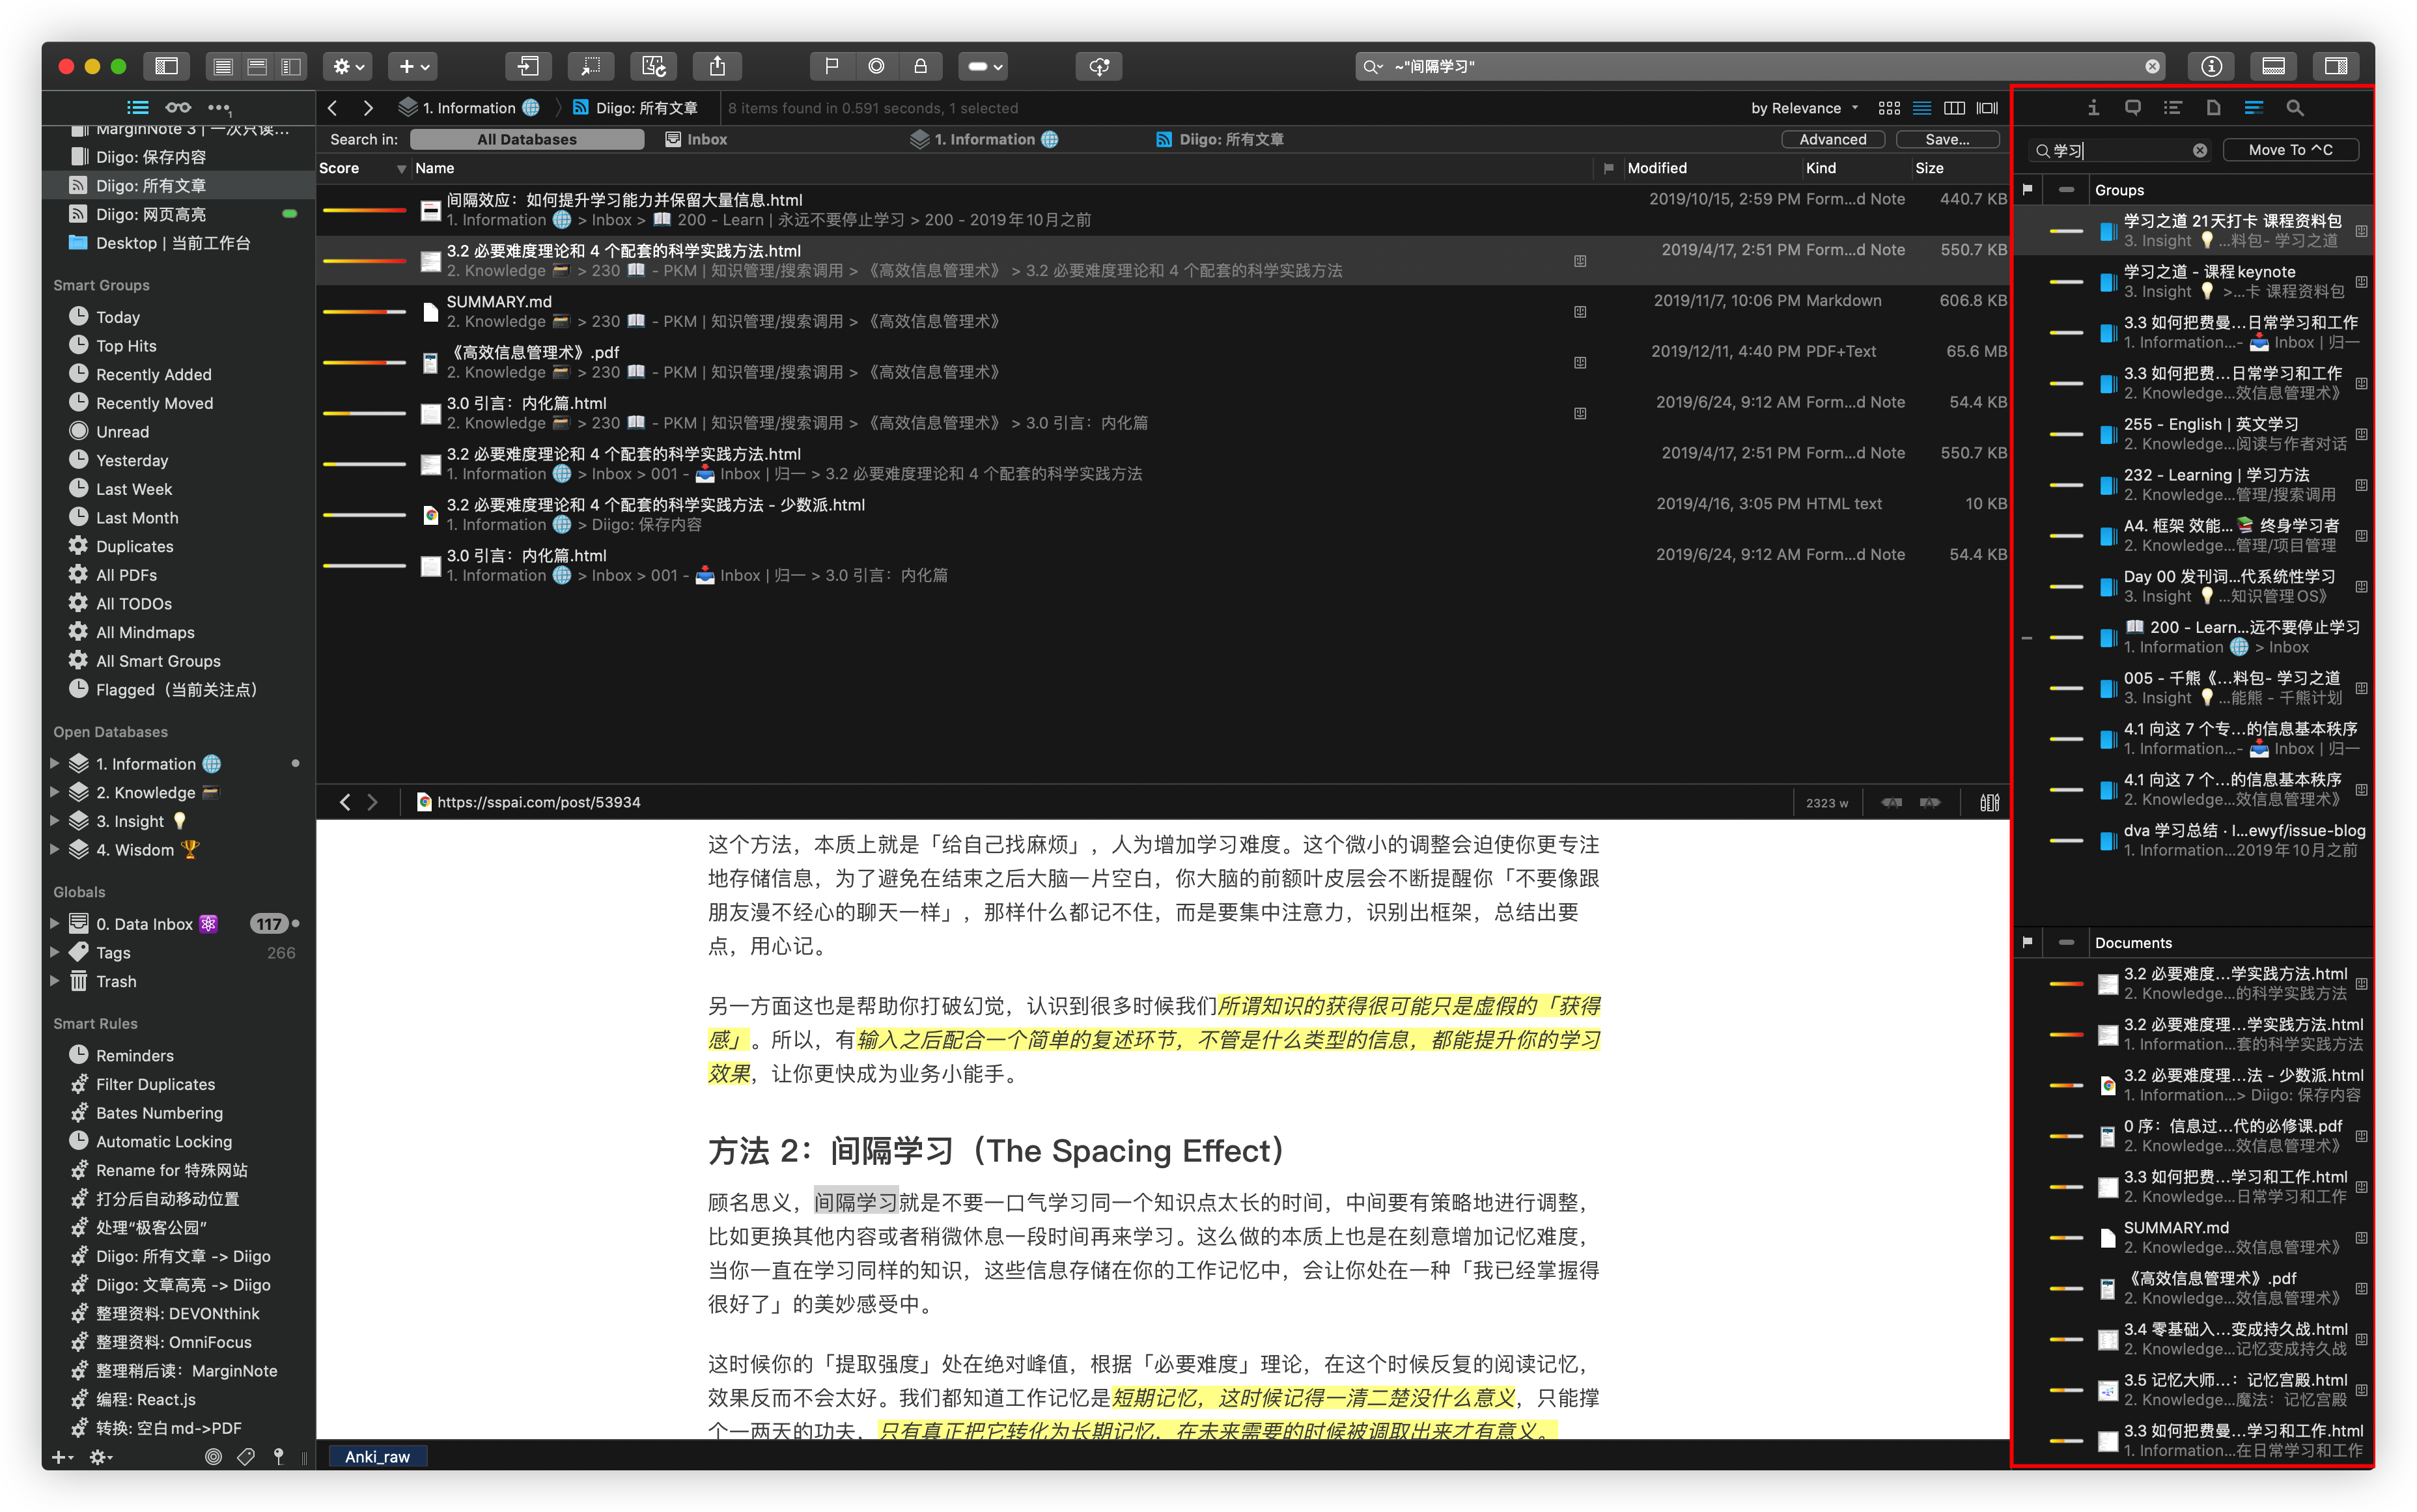 ~"间隔学习"
1. Information 🌐
Diigo: 所有文章
8 items found in 0.591 seconds, 1 selected
by Relevance
Search in:
All Databases
Inbox
1. Information 🌐
Diigo: 所有文章
Advanced
Save...
MarginNote 3 | 一次只读...
Diigo: 保存内容
Diigo: 所有文章
Diigo: 网页高亮
Desktop | 当前工作台
Smart Groups
Today
Top Hits
Recently Added
Recently Moved
Unread
Yesterday
Last Week
Last Month
Duplicates
All PDFs
All TODOs
All Mindmaps
All Smart Groups
Flagged（当前关注点）
Open Databases
1. Information 🌐
2. Knowledge
3. Insight 💡
4. Wisdom 🏆
Globals
0. Data Inbox ⚛️ 117
Tags 266
Trash
Smart Rules
Reminders
Filter Duplicates
Bates Numbering
Automatic Locking
Rename for 特殊网站
打分后自动移动位置
处理“极客公园”
Diigo: 所有文章 -> Diigo
Diigo: 文章高亮 -> Diigo
整理资料: DEVONthink
整理资料: OmniFocus
整理稍后读：MarginNote
编程: React.js
转换: 空白md->PDF
Score Name Modified Kind Size
间隔效应：如何提升学习能力并保留大量信息.html 2019/10/15, 2:59 PM Form...d Note 440.7 KB
1. Information 🌐 > Inbox > 📖 200 - Learn | 永远不要停止学习 > 200 - 2019年10月之前
3.2 必要难度理论和 4 个配套的科学实践方法.html 2019/4/17, 2:51 PM Form...d Note 550.7 KB
2. Knowledge > 230 📖 - PKM | 知识管理/搜索调用 > 《高效信息管理术》 > 3.2 必要难度理论和 4 个配套的科学实践方法
SUMMARY.md 2019/11/7, 10:06 PM Markdown 606.8 KB
2. Knowledge > 230 📖 - PKM | 知识管理/搜索调用 > 《高效信息管理术》
《高效信息管理术》.pdf 2019/12/11, 4:40 PM PDF+Text 65.6 MB
2. Knowledge > 230 📖 - PKM | 知识管理/搜索调用 > 《高效信息管理术》
3.0 引言：内化篇.html 2019/6/24, 9:12 AM Form...d Note 54.4 KB
2. Knowledge > 230 📖 - PKM | 知识管理/搜索调用 > 《高效信息管理术》 > 3.0 引言：内化篇
3.2 必要难度理论和 4 个配套的科学实践方法.html 2019/4/17, 2:51 PM Form...d Note 550.7 KB
1. Information 🌐 > Inbox > 001 - 📥 Inbox | 归一 > 3.2 必要难度理论和 4 个配套的科学实践方法
3.2 必要难度理论和 4 个配套的科学实践方法 - 少数派.html 2019/4/16, 3:05 PM HTML text 10 KB
1. Information 🌐 > Diigo: 保存内容
3.0 引言：内化篇.html 2019/6/24, 9:12 AM Form...d Note 54.4 KB
1. Information 🌐 > Inbox > 001 - 📥 Inbox | 归一 > 3.0 引言：内化篇
https://sspai.com/post/53934
2323 w
这个方法，本质上就是「给自己找麻烦」，人为增加学习难度。这个微小的调整会迫使你更专注
地存储信息，为了避免在结束之后大脑一片空白，你大脑的前额叶皮层会不断提醒你「不要像跟
朋友漫不经心的聊天一样」，那样什么都记不住，而是要集中注意力，识别出框架，总结出要
点，用心记。
另一方面这也是帮助你打破幻觉，认识到很多时候我们所谓知识的获得很可能只是虚假的「获得
感」。所以，有输入之后配合一个简单的复述环节，不管是什么类型的信息，都能提升你的学习
效果，让你更快成为业务小能手。
方法 2：间隔学习（The Spacing Effect）
顾名思义，间隔学习就是不要一口气学习同一个知识点太长的时间，中间要有策略地进行调整，
比如更换其他内容或者稍微休息一段时间再来学习。这么做的本质上也是在刻意增加记忆难度，
当你一直在学习同样的知识，这些信息存储在你的工作记忆中，会让你处在一种「我已经掌握得
很好了」的美妙感受中。
这时候你的「提取强度」处在绝对峰值，根据「必要难度」理论，在这个时候反复的阅读记忆，
效果反而不会太好。我们都知道工作记忆是短期记忆，这时候记得一清二楚没什么意义，只能撑
个一两天的功夫，只有真正把它转化为长期记忆，在未来需要的时候被调取出来才有意义。
Anki_raw
学习
Move To ^C
Groups
学习之道 21天打卡 课程资料包
3. Insight 💡 ...料包- 学习之道
学习之道 - 课程keynote
3. Insight 💡 >...卡 课程资料包
3.3 如何把费曼...日常学习和工作
1. Information...- 📥 Inbox | 归一
3.3 如何把费...日常学习和工作
2. Knowledge...效信息管理术》
255 - English | 英文学习
2. Knowledge...阅读与作者对话
232 - Learning | 学习方法
2. Knowledge...管理/搜索调用
A4. 框架 效能...📚 终身学习者
2. Knowledge...管理/项目管理
Day 00 发刊词...代系统性学习
3. Insight 💡 ...知识管理OS》
📖 200 - Learn...远不要停止学习
1. Information 🌐 > Inbox
005 - 千熊《...料包- 学习之道
3. Insight 💡 ...能熊 - 千熊计划
4.1 向这 7 个专...的信息基本秩序
1. Information...- 📥 Inbox | 归一
4.1 向这 7 个...的信息基本秩序
2. Knowledge...效信息管理术》
dva 学习总结 · I...ewyf/issue-blog
1. Information...2019年10月之前
Documents
3.2 必要难度...学实践方法.html
2. Knowledge...的科学实践方法
3.2 必要难度理...学实践方法.html
1. Information...套的科学实践方法
3.2 必要难度理...法 - 少数派.html
1. Information...> Diigo: 保存内容
0 序：信息过...代的必修课.pdf
2. Knowledge...效信息管理术》
3.3 如何把费...学习和工作.html
2. Knowledge...日常学习和工作
SUMMARY.md
2. Knowledge...效信息管理术》
《高效信息管理术》.pdf
2. Knowledge...效信息管理术》
3.4 零基础入...变成持久战.html
2. Knowledge...记忆变成持久战
3.5 记忆大师...：记忆宫殿.html
2. Knowledge...魔法：记忆宫殿
3.3 如何把费曼...学习和工作.html
1. Information...在日常学习和工作